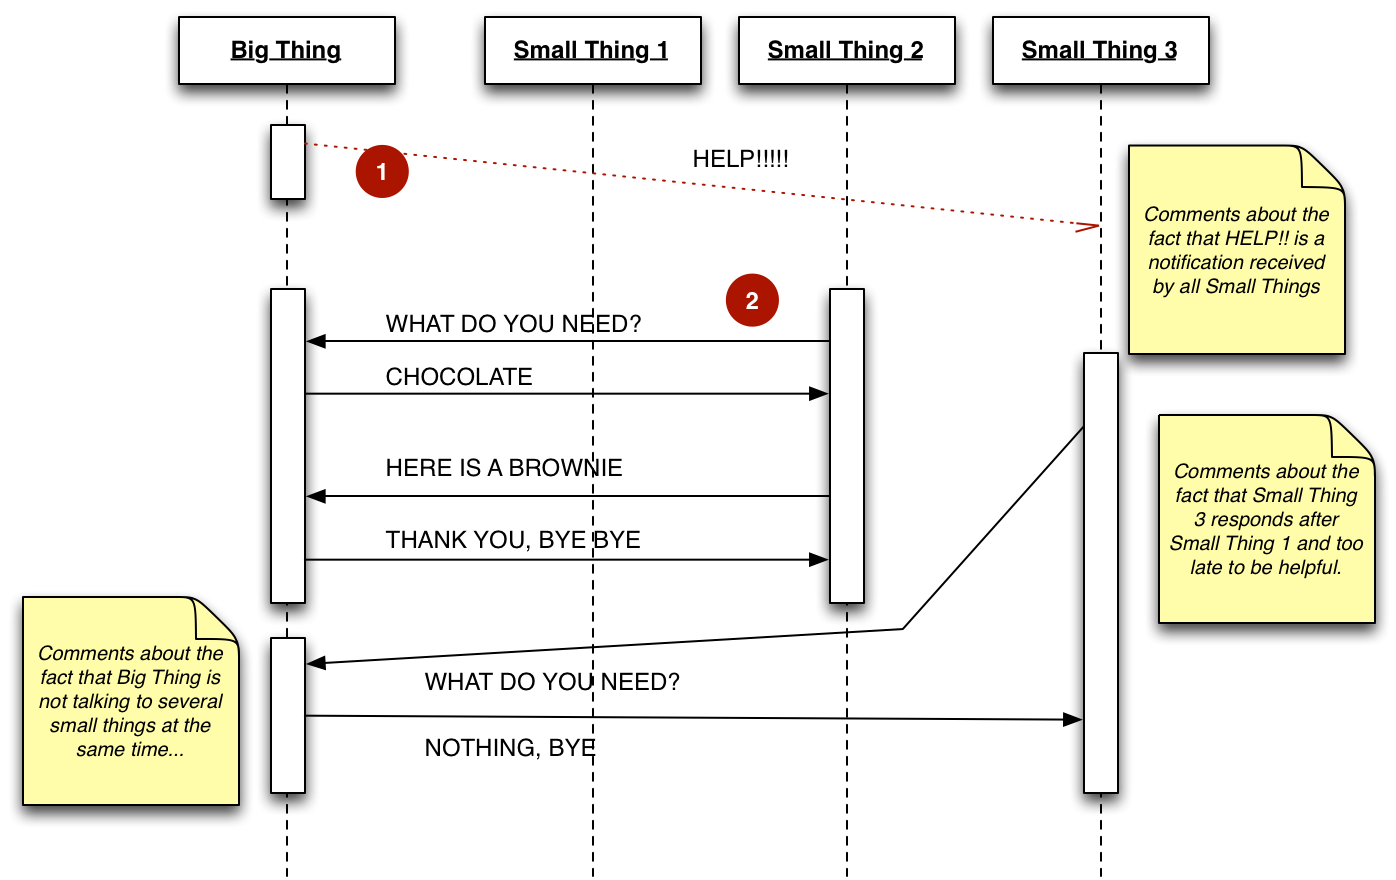 Big Thing
Small Thing 1
Small Thing 2
Small Thing 3
1
HELP!!!!!
Comments about the
fact that HELP!! is a
notification received
by all Small Things
2
WHAT DO YOU NEED?
CHOCOLATE
HERE IS A BROWNIE
THANK YOU, BYE BYE
Comments about the
fact that Small Thing
3 responds after
Small Thing 1 and too
late to be helpful.
Comments about the
fact that Big Thing is
not talking to several
small things at the
same time...
WHAT DO YOU NEED?
NOTHING, BYE